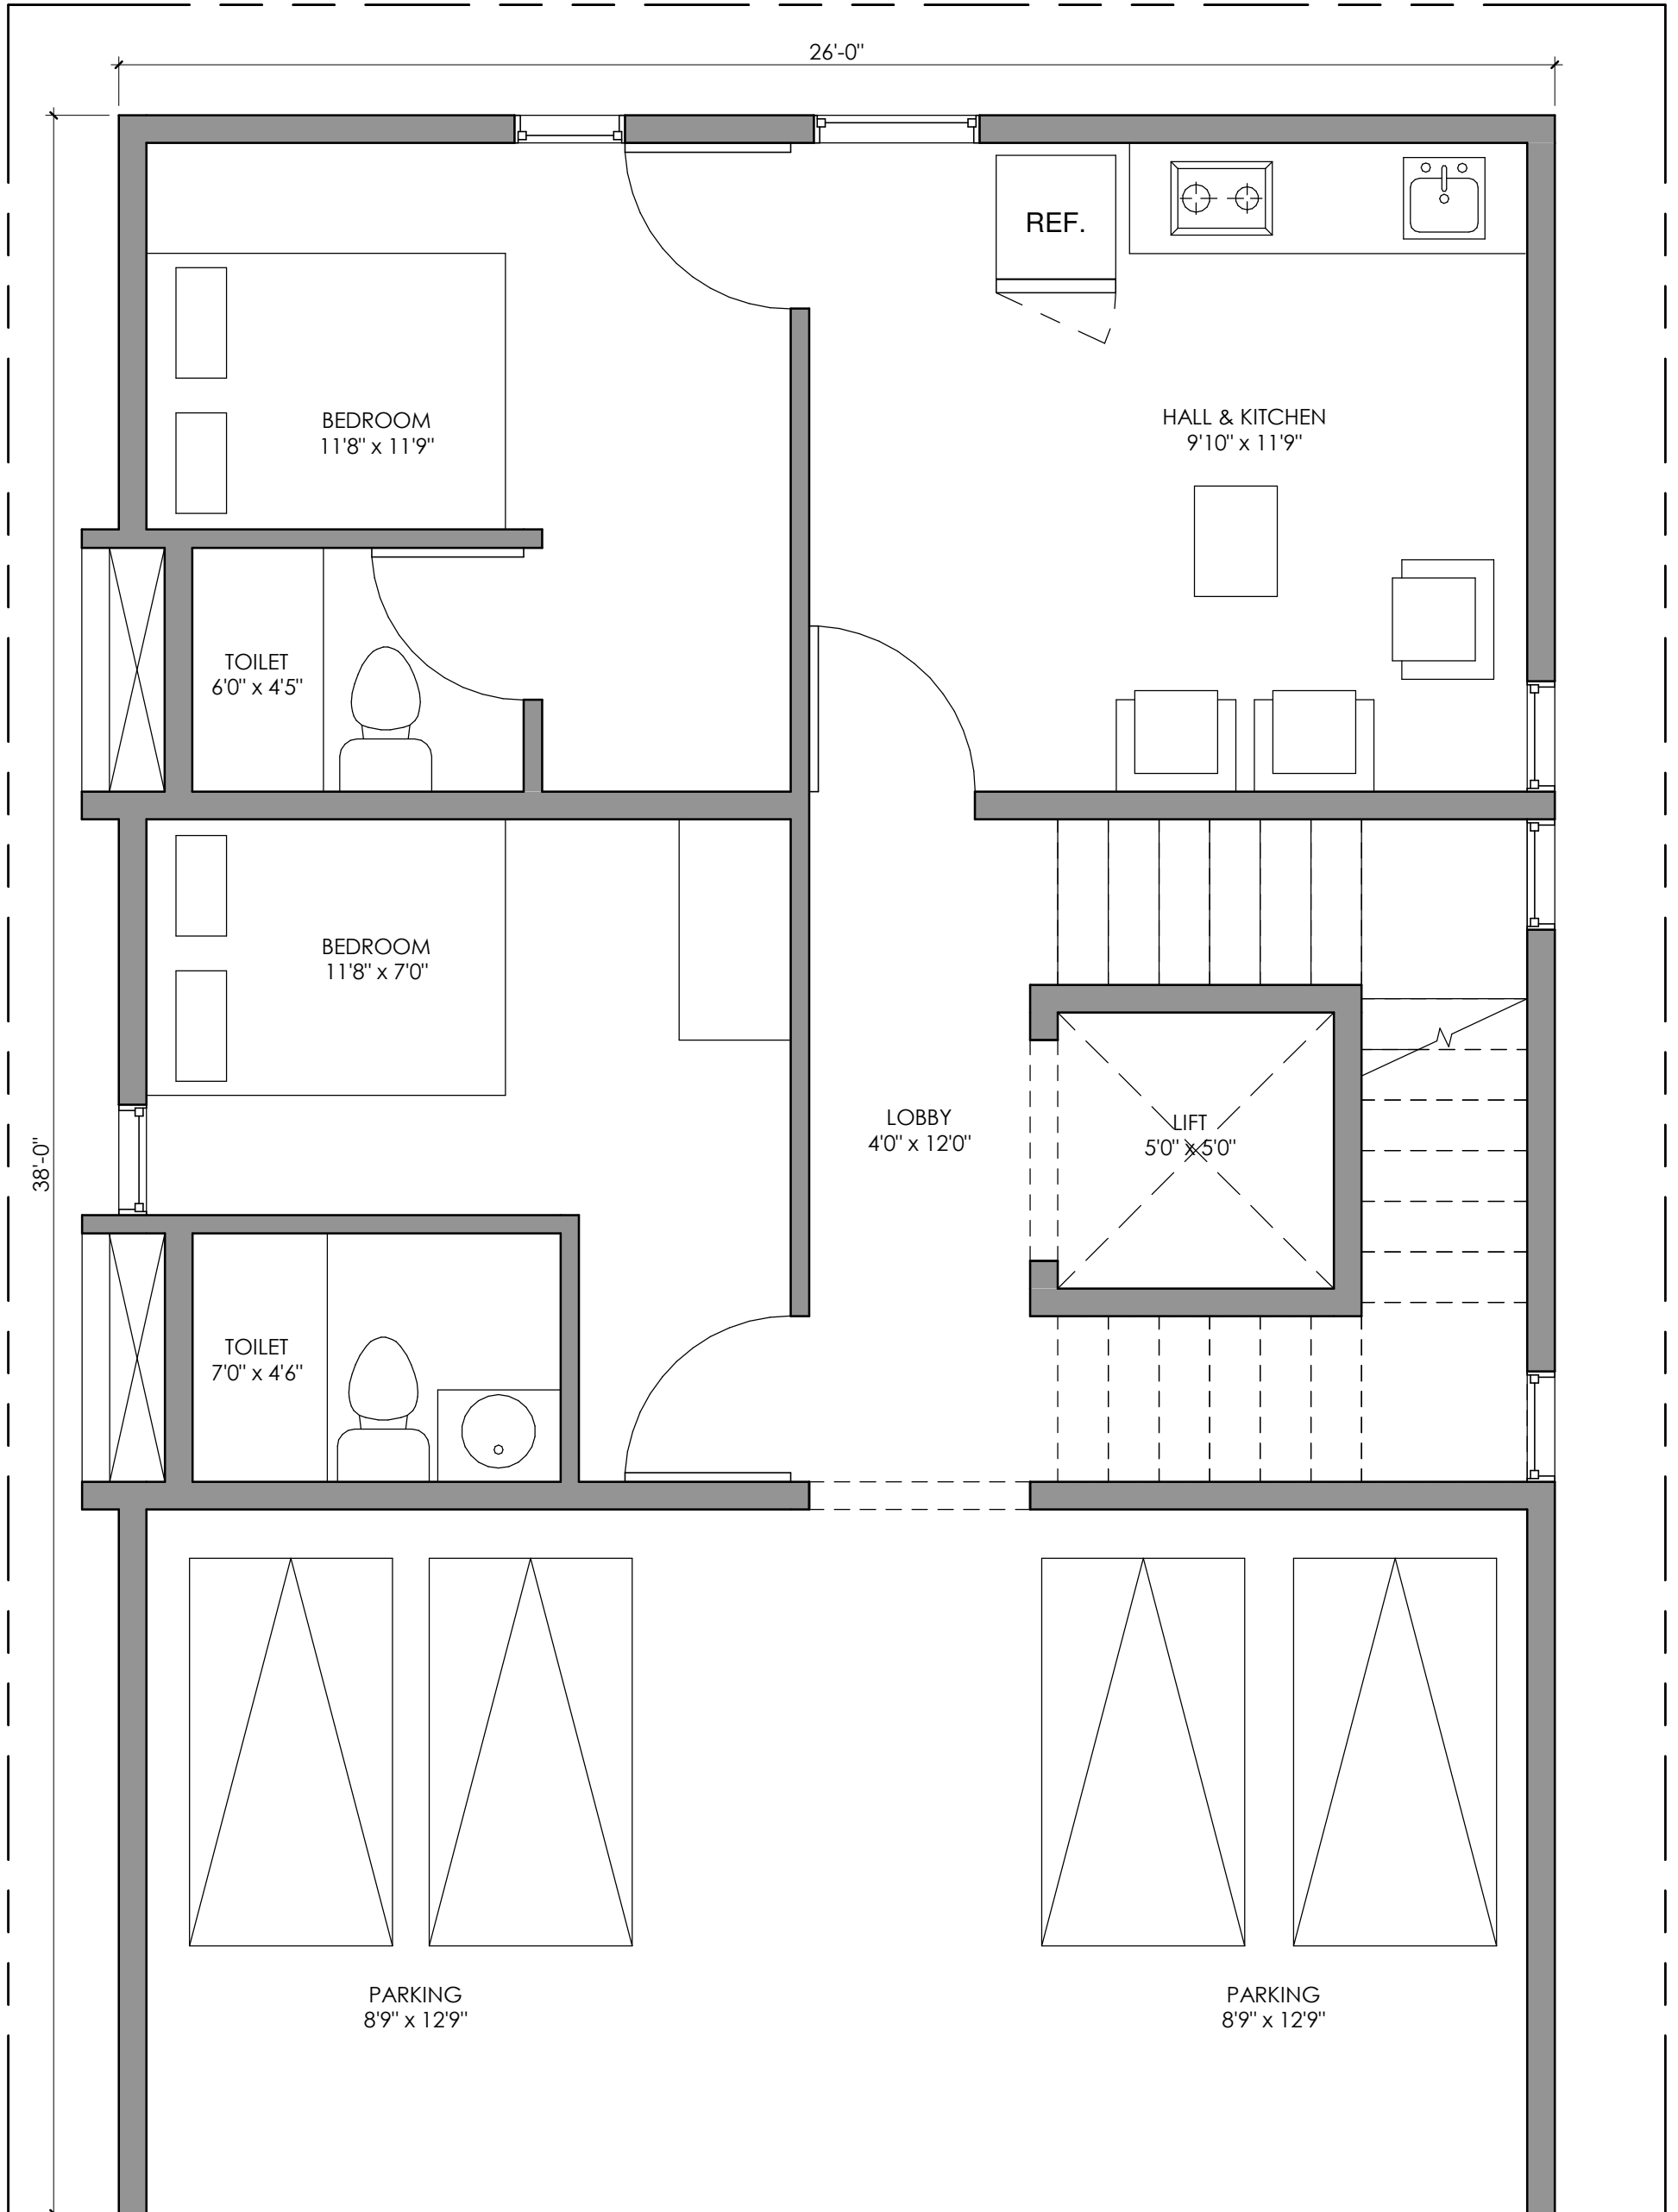 26'-0"
REF.
BEDROOM
11'8" x 11'9"
HALL & KITCHEN
9'10" x 11'9"
TOILET
6'0" x 4'5"
BEDROOM
11'8" x 7'0"
LOBBY
4'0" x 12'0"
LIFT
5'0" x 5'0"
38'-0"
TOILET
7'0" x 4'6"
PARKING
8'9" x 12'9"
PARKING
8'9" x 12'9"